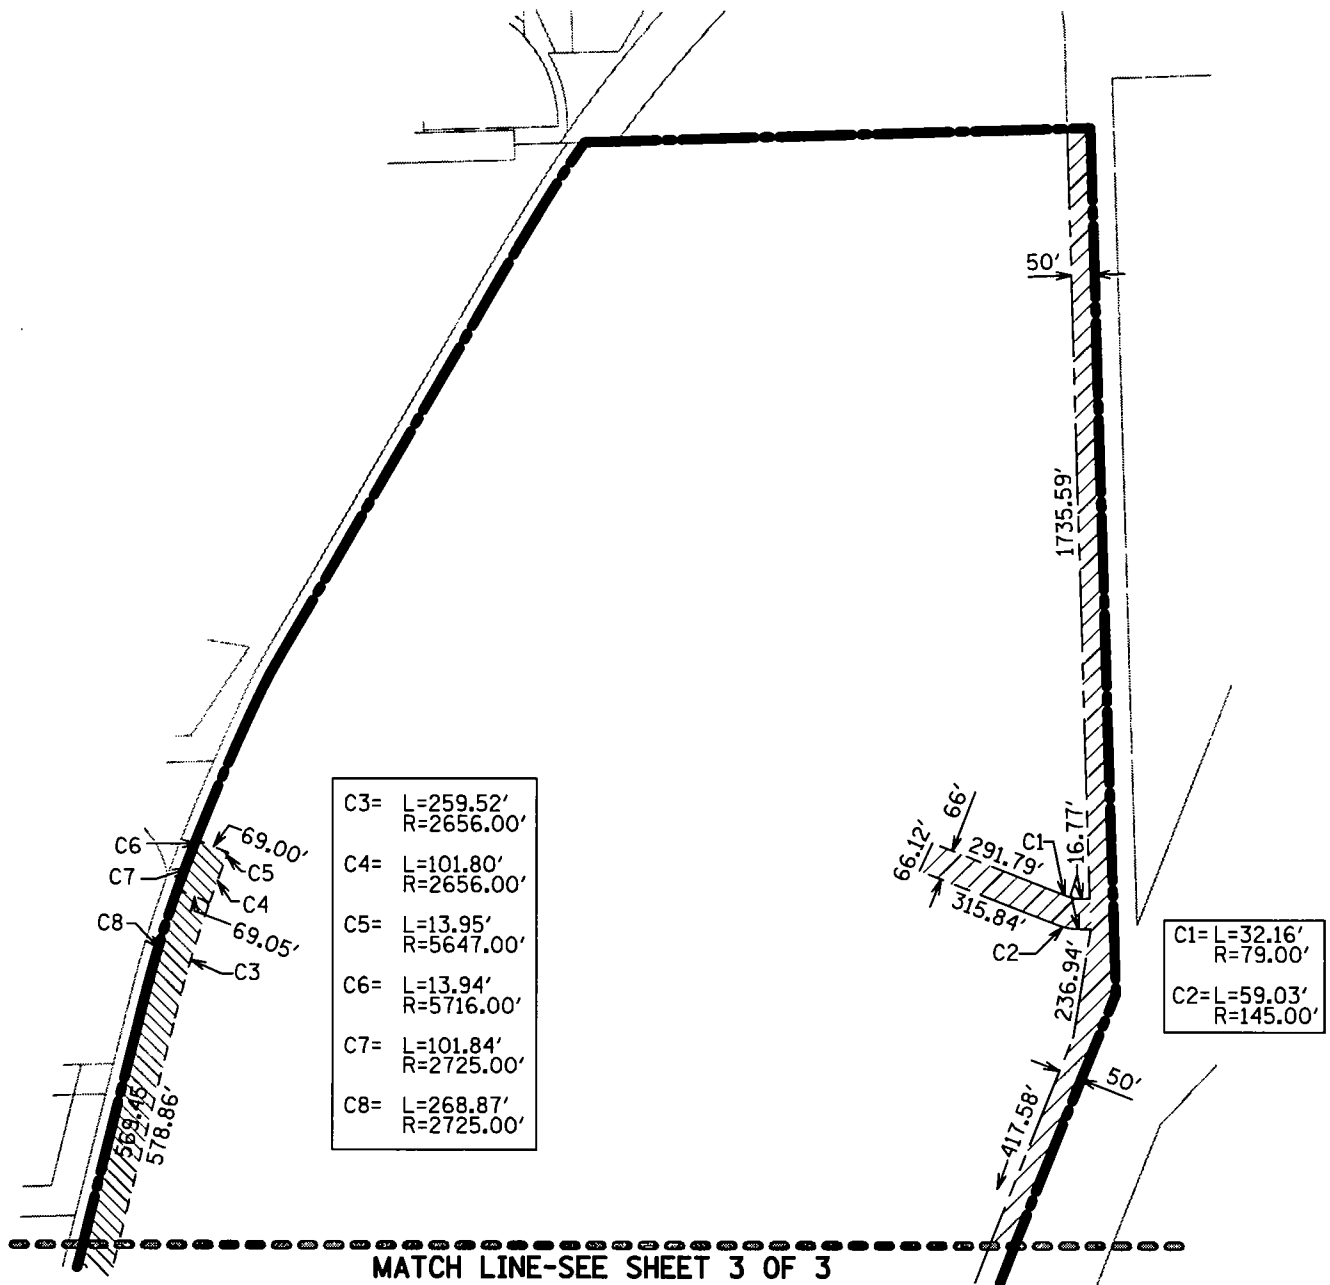 50'
1735.59'
C3= L=259.52'
R=2656.00'
C4= L=101.80'
R=2656.00'
C5= L=13.95'
R=5647.00'
C6= L=13.94'
R=5716.00'
C7= L=101.84'
R=2725.00'
C8= L=268.87'
R=2725.00'
C6
69.00'
C5
C7
C4
C8
69.05'
C3
569.45'
578.86'
66'
66.12'
291.79'
C1
16.77'
315.84'
C2
236.94'
C1= L=32.16'
R=79.00'
C2= L=59.03'
R=145.00'
50'
417.58'
MATCH LINE-SEE SHEET 3 OF 3